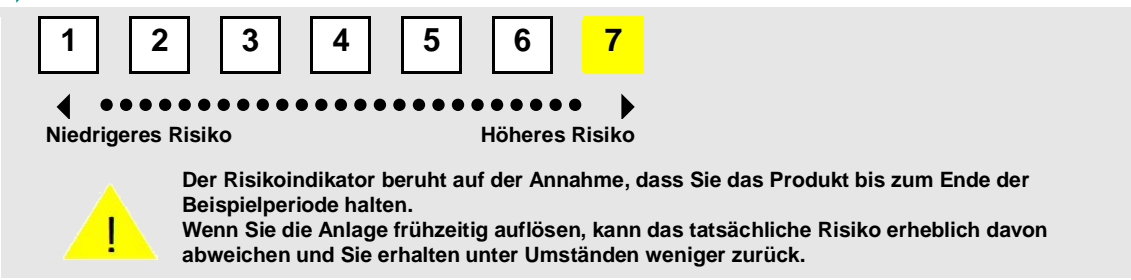 1 2 3 4 5 6 7
Niedrigeres Risiko Höheres Risiko
Der Risikoindikator beruht auf der Annahme, dass Sie das Produkt bis zum Ende der
Beispielperiode halten.
Wenn Sie die Anlage frühzeitig auflösen, kann das tatsächliche Risiko erheblich davon
abweichen und Sie erhalten unter Umständen weniger zurück.
!